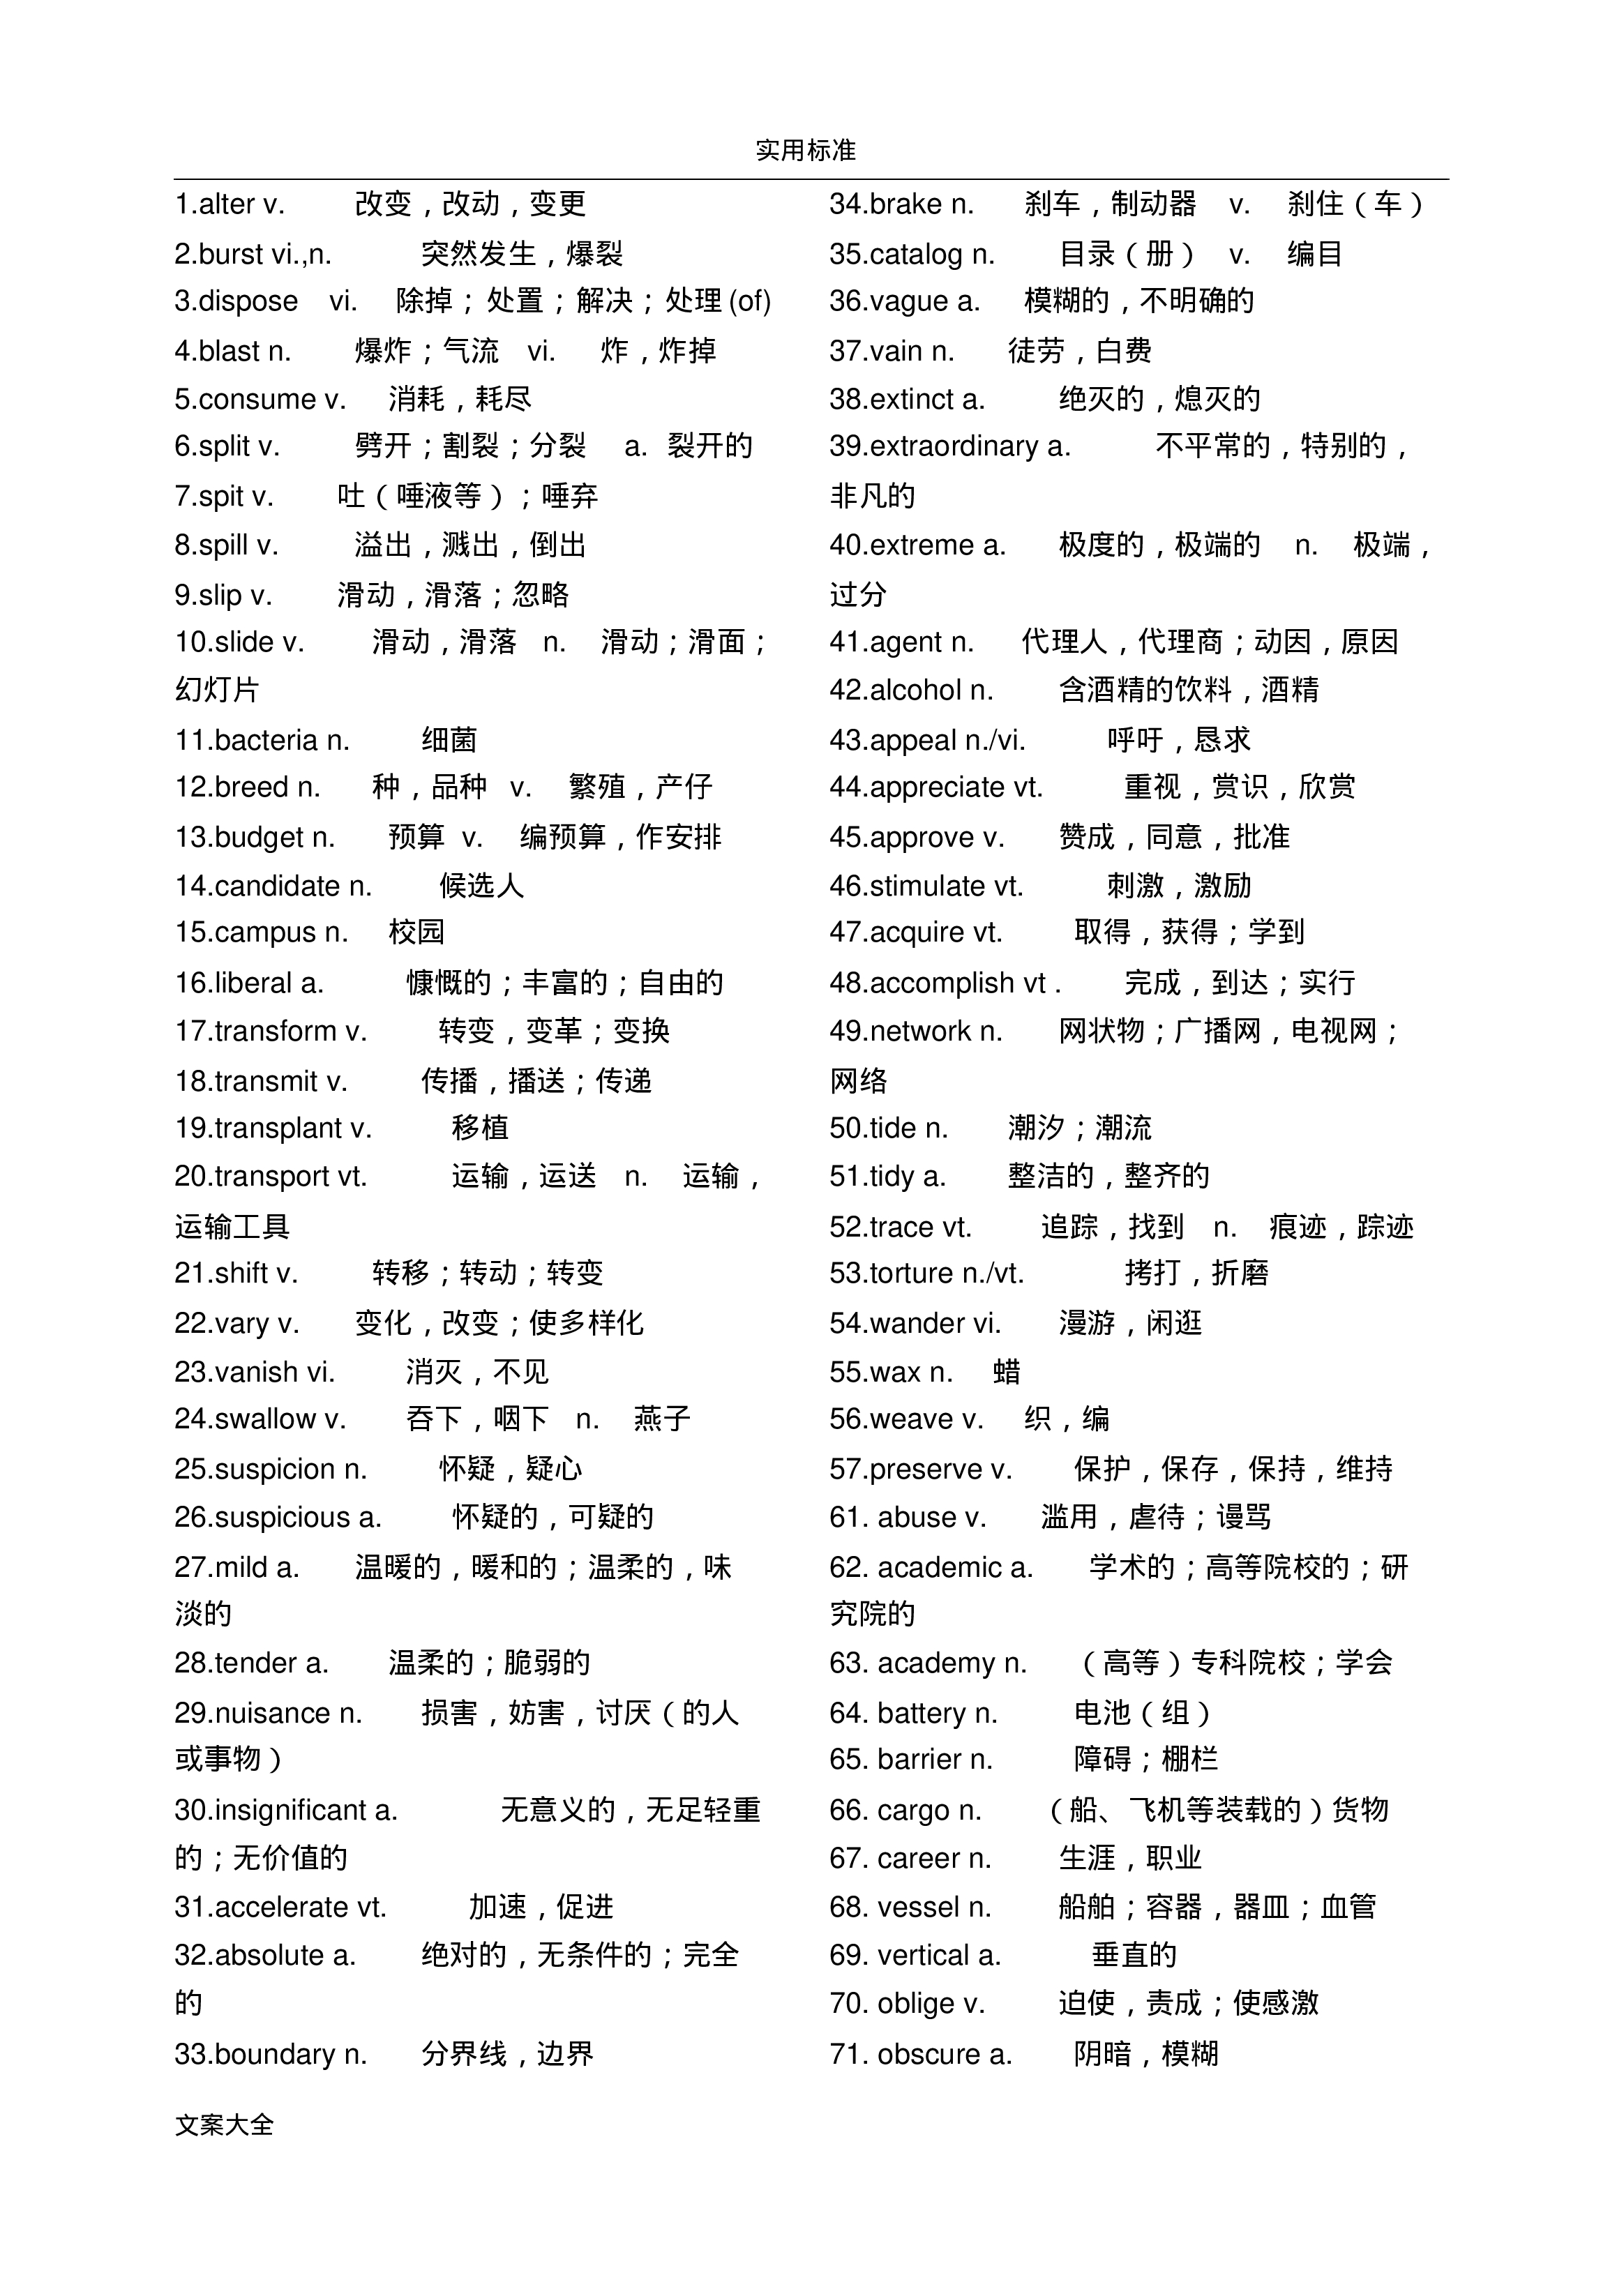 实用标准
1.alter v. 改变，改动，变更
2.burst vi.,n. 突然发生，爆裂
3.dispose vi. 除掉；处置；解决；处理(of)
4.blast n. 爆炸；气流 vi. 炸，炸掉
5.consume v. 消耗，耗尽
6.split v. 劈开；割裂；分裂 a. 裂开的
7.spit v. 吐（唾液等）；唾弃
8.spill v. 溢出，溅出，倒出
9.slip v. 滑动，滑落；忽略
10.slide v. 滑动，滑落 n. 滑动；滑面；
幻灯片
11.bacteria n. 细菌
12.breed n. 种，品种 v. 繁殖，产仔
13.budget n. 预算 v. 编预算，作安排
14.candidate n. 候选人
15.campus n. 校园
16.liberal a. 慷慨的；丰富的；自由的
17.transform v. 转变，变革；变换
18.transmit v. 传播，播送；传递
19.transplant v. 移植
20.transport vt. 运输，运送 n. 运输，
运输工具
21.shift v. 转移；转动；转变
22.vary v. 变化，改变；使多样化
23.vanish vi. 消灭，不见
24.swallow v. 吞下，咽下 n. 燕子
25.suspicion n. 怀疑，疑心
26.suspicious a. 怀疑的，可疑的
27.mild a. 温暖的，暖和的；温柔的，味
淡的
28.tender a. 温柔的；脆弱的
29.nuisance n. 损害，妨害，讨厌（的人
或事物）
30.insignificant a. 无意义的，无足轻重
的；无价值的
31.accelerate vt. 加速，促进
32.absolute a. 绝对的，无条件的；完全
的
33.boundary n. 分界线，边界
34.brake n. 刹车，制动器 v. 刹住（车）
35.catalog n. 目录（册） v. 编目
36.vague a. 模糊的，不明确的
37.vain n. 徒劳，白费
38.extinct a. 绝灭的，熄灭的
39.extraordinary a. 不平常的，特别的，
非凡的
40.extreme a. 极度的，极端的 n. 极端，
过分
41.agent n. 代理人，代理商；动因，原因
42.alcohol n. 含酒精的饮料，酒精
43.appeal n./vi. 呼吁，恳求
44.appreciate vt. 重视，赏识，欣赏
45.approve v. 赞成，同意，批准
46.stimulate vt. 刺激，激励
47.acquire vt. 取得，获得；学到
48.accomplish vt . 完成，到达；实行
49.network n. 网状物；广播网，电视网；
网络
50.tide n. 潮汐；潮流
51.tidy a. 整洁的，整齐的
52.trace vt. 追踪，找到 n. 痕迹，踪迹
53.torture n./vt. 拷打，折磨
54.wander vi. 漫游，闲逛
55.wax n. 蜡
56.weave v. 织，编
57.preserve v. 保护，保存，保持，维持
61. abuse v. 滥用，虐待；谩骂
62. academic a. 学术的；高等院校的；研
究院的
63. academy n. （高等）专科院校；学会
64. battery n. 电池（组）
65. barrier n. 障碍；棚栏
66. cargo n. （船、飞机等装载的）货物
67. career n. 生涯，职业
68. vessel n. 船舶；容器，器皿；血管
69. vertical a. 垂直的
70. oblige v. 迫使，责成；使感激
71. obscure a. 阴暗，模糊
文案大全